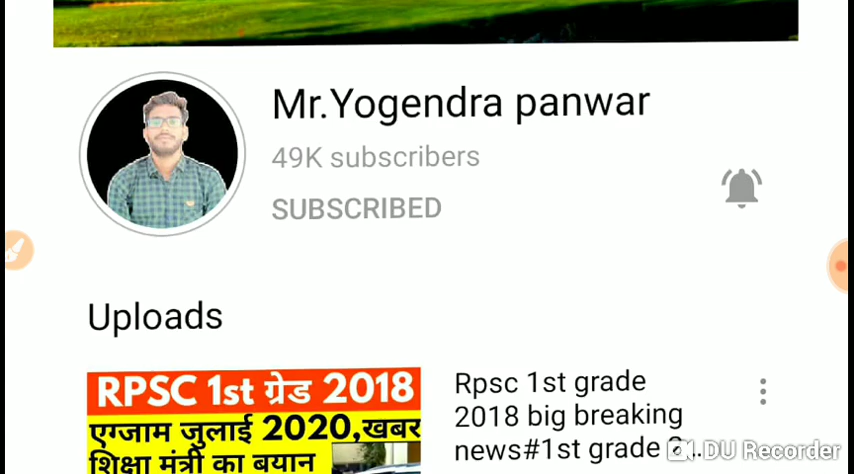 Mr.Yogendra panwar
49K subscribers
SUBSCRIBED
Uploads
RPSC 1st ग्रेड 2018
एग्जाम जुलाई 2020,खबर
शिक्षा मंत्री का बयान
Rpsc 1st grade
2018 big breaking
news#1st grade
DU Recorder